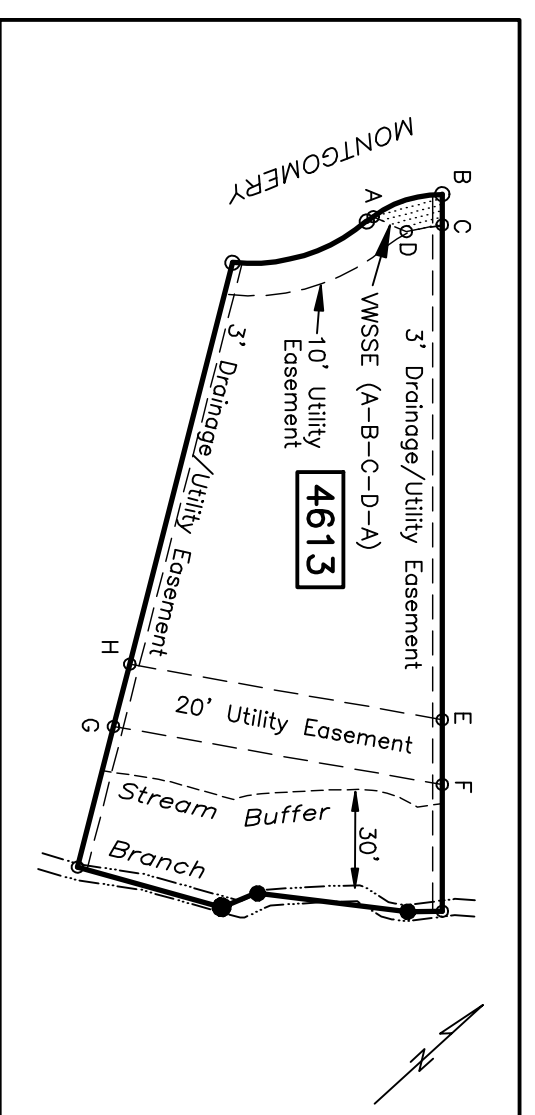 MONTGOMERY
B
C
A
D
3' Drainage/Utility Easement
VWSSE (A-B-C-D-A)
10' Utility
Easement
4613
3' Drainage/Utility Easement
E
F
H
G
20' Utility Easement
Stream Buffer
30'
Branch
N